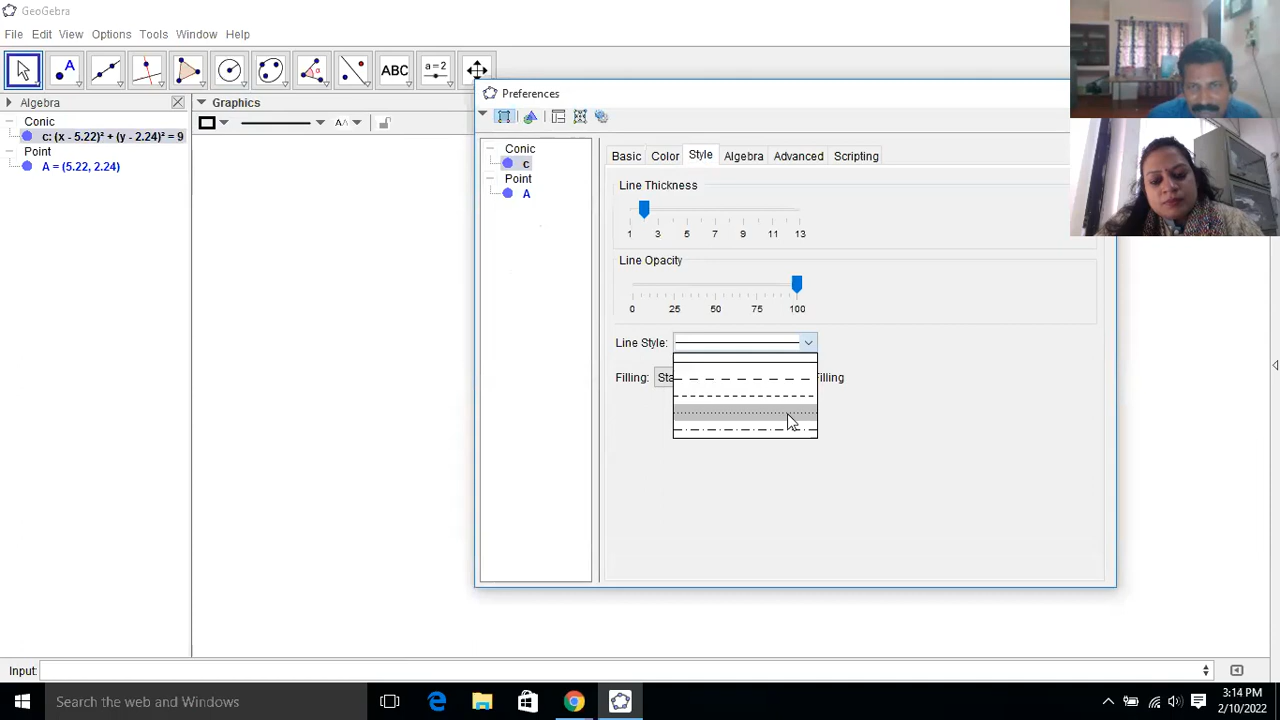 GeoGebra
File Edit View Options Tools Window Help
A
ABC
a=2
Preferences
Algebra
Graphics
Conic
c: (x - 5.22)² + (y - 2.24)² = 9
Point
A = (5.22, 2.24)
Conic
c
Point
A
Basic Color Style Algebra Advanced Scripting
Line Thickness
1 3 5 7 9 11 13
Line Opacity
0 25 50 75 100
Line Style:
Filling: Filling
Input:
Search the web and Windows
3:14 PM
2/10/2022